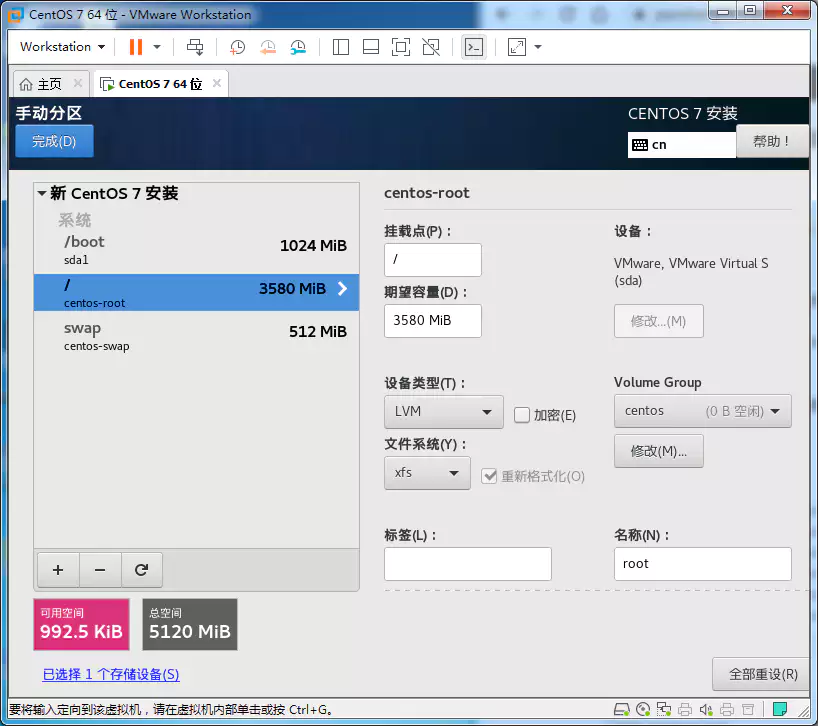 CentOS 7 64 位 - VMware Workstation
Workstation
主页
CentOS 7 64 位
手动分区
完成(D)
CENTOS 7 安装
cn
帮助！
新 CentOS 7 安装
系统
/boot
1024 MiB
sda1
/
3580 MiB
centos-root
swap
512 MiB
centos-swap
可用空间
992.5 KiB
总空间
5120 MiB
已选择 1 个存储设备(S)
centos-root
挂载点(P)：
/
期望容量(D)：
3580 MiB
设备：
VMware, VMware Virtual S
(sda)
修改...(M)
设备类型(T)：
LVM
加密(E)
Volume Group
centos (0 B 空闲)
修改(M)...
文件系统(Y)：
xfs
重新格式化(O)
标签(L)：
名称(N)：
root
全部重设(R)
要将输入定向到该虚拟机，请在虚拟机内部单击或按 Ctrl+G。